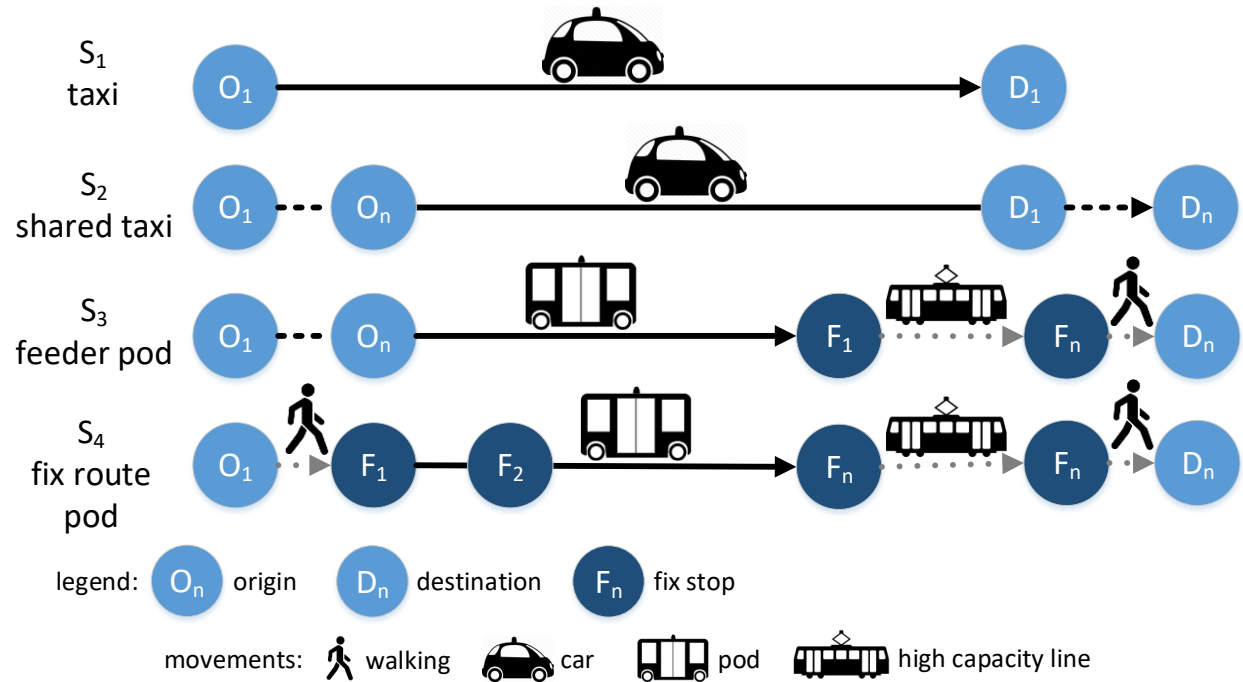 S1
taxi
O1
D1
S2
shared taxi
O1
On
D1
Dn
S3
feeder pod
O1
On
F1
Fn
Dn
S4
fix route
pod
O1
F1
F2
Fn
Fn
Dn
legend: On origin Dn destination Fn fix stop
movements: walking car pod high capacity line